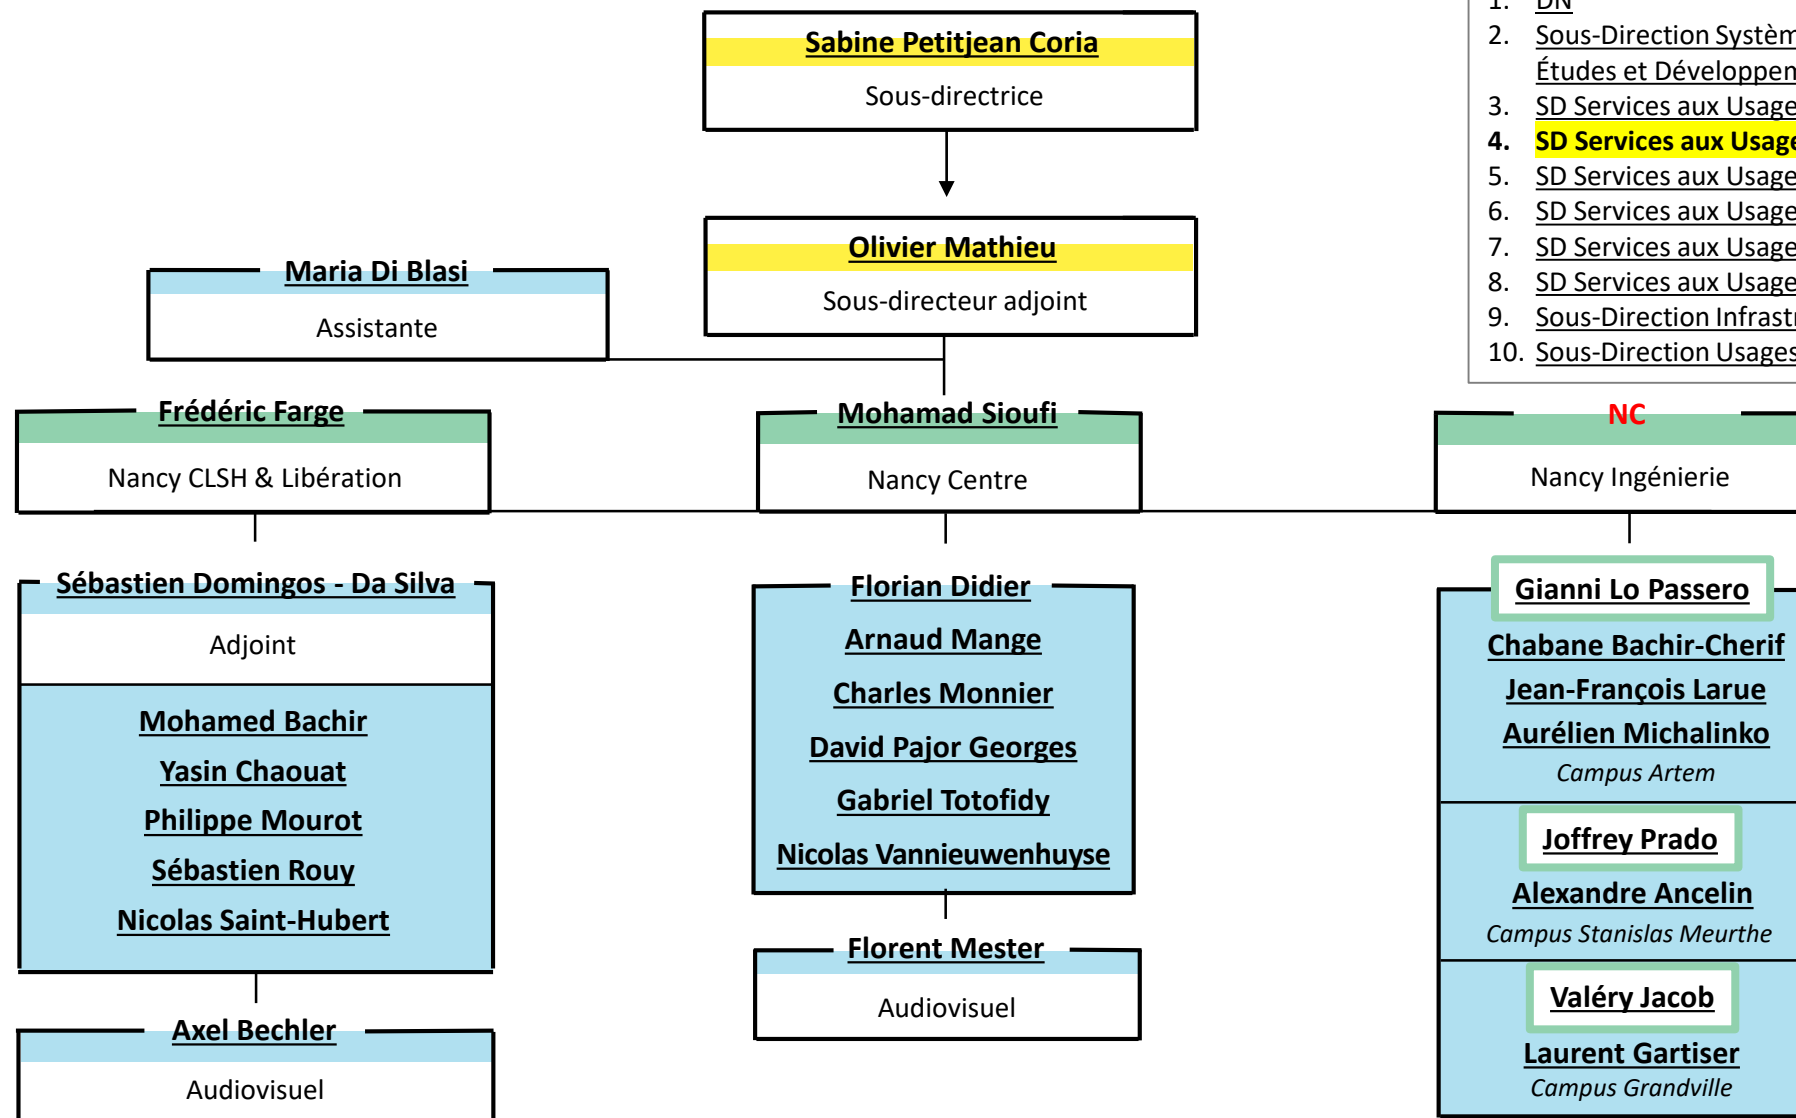 Sabine Petitjean Coria
Sous-directrice
Olivier Mathieu
Sous-directeur adjoint
Maria Di Blasi
Assistante
1. DN
2. Sous-Direction Systèm
Études et Développem
3. SD Services aux Usage
4. SD Services aux Usage
5. SD Services aux Usage
6. SD Services aux Usage
7. SD Services aux Usage
8. SD Services aux Usage
9. Sous-Direction Infrast
10. Sous-Direction Usages
Frédéric Farge
Nancy CLSH & Libération
Sébastien Domingos - Da Silva
Adjoint
Mohamed Bachir
Yasin Chaouat
Philippe Mourot
Sébastien Rouy
Nicolas Saint-Hubert
Axel Bechler
Audiovisuel
Mohamad Sioufi
Nancy Centre
Florian Didier
Arnaud Mange
Charles Monnier
David Pajor Georges
Gabriel Totofidy
Nicolas Vannieuwenhuyse
Florent Mester
Audiovisuel
NC
Nancy Ingénierie
Gianni Lo Passero
Chabane Bachir-Cherif
Jean-François Larue
Aurélien Michalinko
Campus Artem
Joffrey Prado
Alexandre Ancelin
Campus Stanislas Meurthe
Valéry Jacob
Laurent Gartiser
Campus Grandville